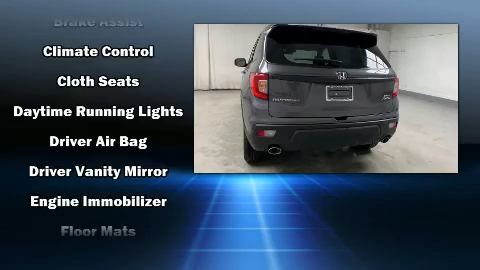 Brake Assist
Climate Control
Cloth Seats
Daytime Running Lights
Driver Air Bag
Driver Vanity Mirror
Engine Immobilizer
Floor Mats